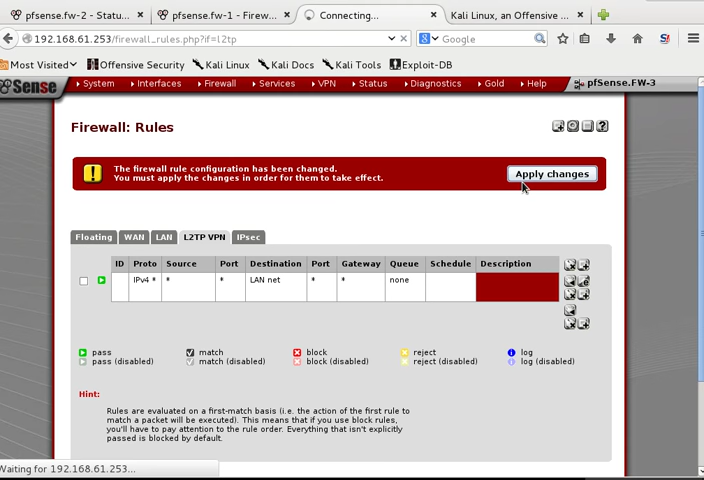 pfsense.fw-2 - Statu...
pfsense.fw-1 - Firew...
Connecting...
Kali Linux, an Offensive ...
192.168.61.253/firewall_rules.php?if=l2tp
Google
Most Visited
Offensive Security
Kali Linux
Kali Docs
Kali Tools
Exploit-DB
Sense
System
Interfaces
Firewall
Services
VPN
Status
Diagnostics
Gold
Help
pfSense.FW-3
Firewall: Rules
The firewall rule configuration has been changed.
You must apply the changes in order for them to take effect.
Apply changes
Floating
WAN
LAN
L2TP VPN
IPsec
ID Proto Source Port Destination Port Gateway Queue Schedule Description
IPv4 * * * LAN net * * none
pass
match
block
reject
log
pass (disabled)
match (disabled)
block (disabled)
reject (disabled)
log (disabled)
Hint:
Rules are evaluated on a first-match basis (i.e. the action of the first rule to
match a packet will be executed). This means that if you use block rules,
you'll have to pay attention to the rule order. Everything that isn't explicitly
passed is blocked by default.
Waiting for 192.168.61.253...